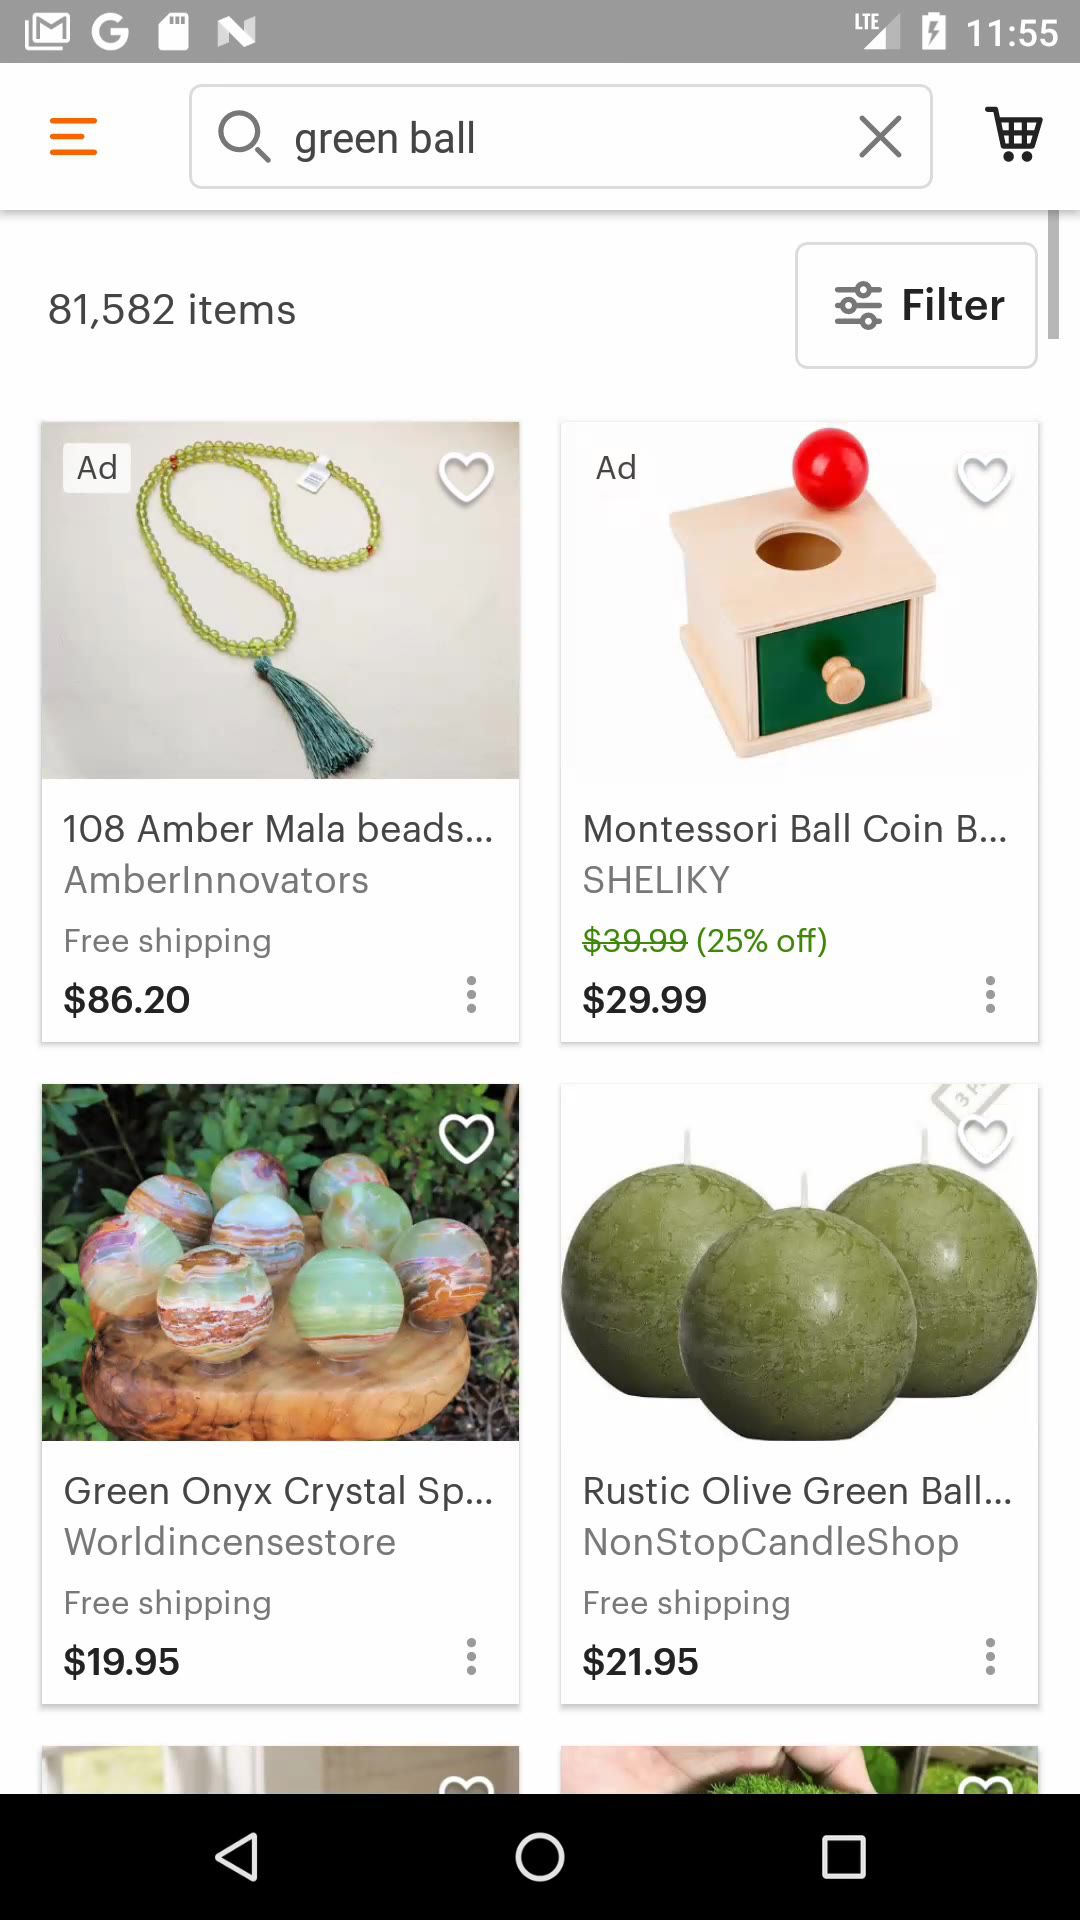 LTE 11:55
green ball
81,582 items
Filter
Ad
Ad
108 Amber Mala beads...
AmberInnovators
Free shipping
$86.20
Montessori Ball Coin B...
SHELIKY
$39.99 (25% off)
$29.99
Green Onyx Crystal Sp...
Worldincensestore
Free shipping
$19.95
Rustic Olive Green Ball...
NonStopCandleShop
Free shipping
$21.95